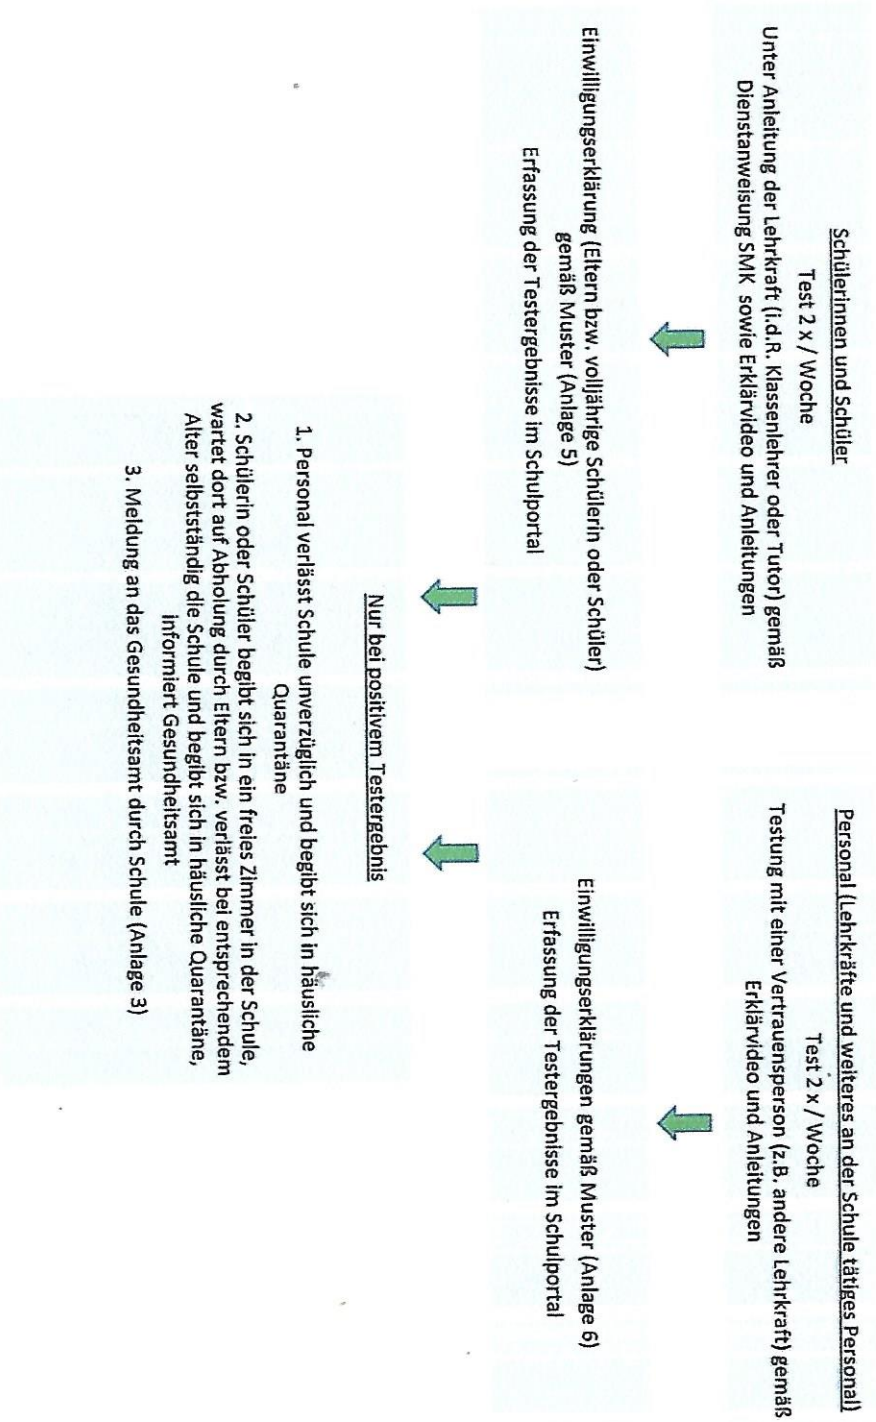 Schülerinnen und Schüler
Test 2 x / Woche
Unter Anleitung der Lehrkraft (i.d.R. Klassenlehrer oder Tutor) gemäß
Dienstanweisung SMK sowie Erklärvideo und Anleitungen
Einwilligungserklärung (Eltern bzw. volljährige Schülerin oder Schüler)
gemäß Muster (Anlage 5)
Erfassung der Testergebnisse im Schulportal
Personal (Lehrkräfte und weiteres an der Schule tätiges Personal)
Test 2 x / Woche
Testung mit einer Vertrauensperson (z.B. andere Lehrkraft) gemäß
Erklärvideo und Anleitungen
Einwilligungserklärungen gemäß Muster (Anlage 6)
Erfassung der Testergebnisse im Schulportal
Nur bei positivem Testergebnis
1. Personal verlässt Schule unverzüglich und begibt sich in häusliche
Quarantäne
2. Schülerin oder Schüler begibt sich in ein freies Zimmer in der Schule,
wartet dort auf Abholung durch Eltern bzw. verlässt bei entsprechendem
Alter selbstständig die Schule und begibt sich in häusliche Quarantäne,
informiert Gesundheitsamt
3. Meldung an das Gesundheitsamt durch Schule (Anlage 3)